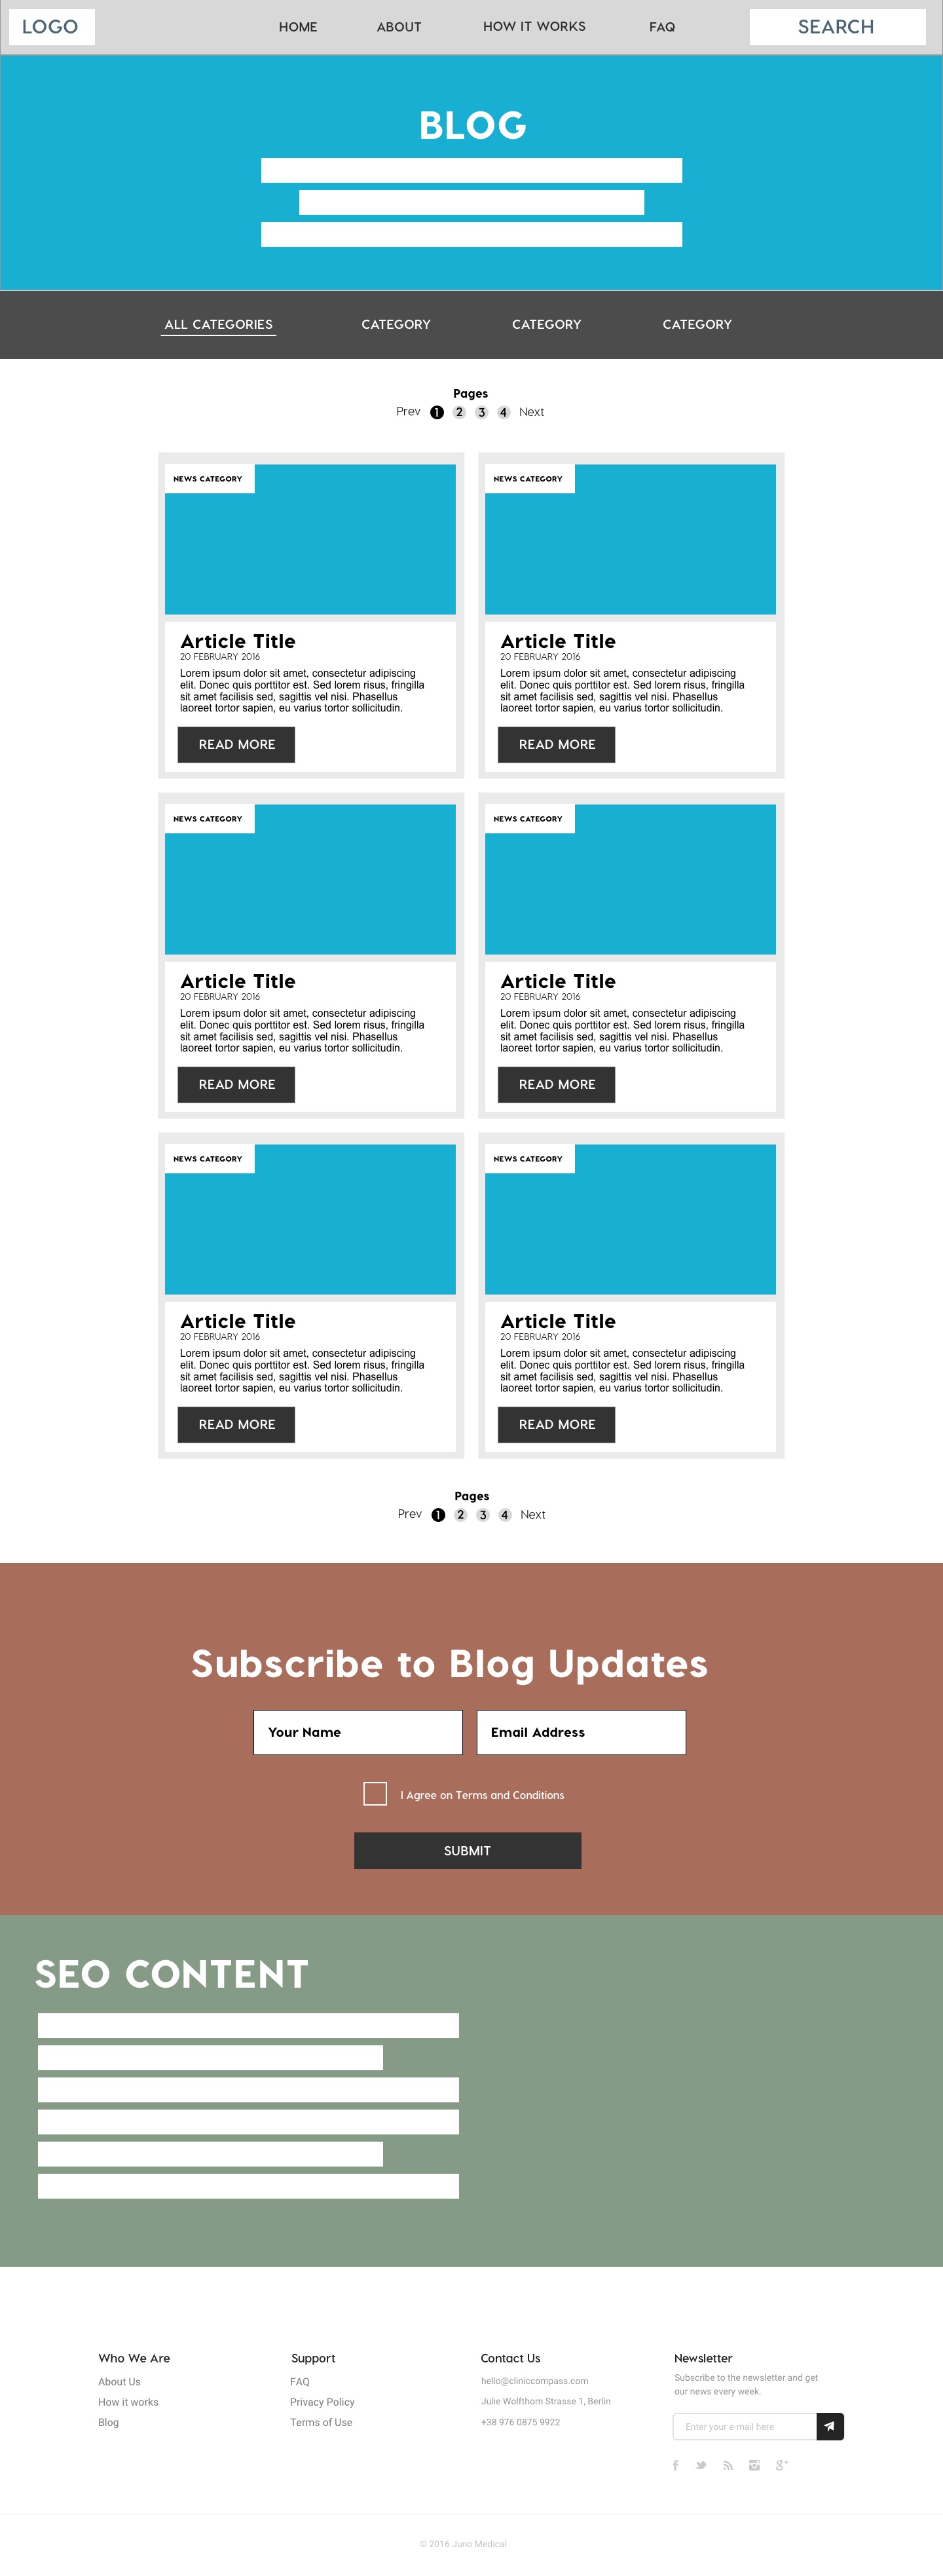 LOGO
HOME
ABOUT
HOW IT WORKS
FAQ
SEARCH
BLOG
ALL CATEGORIES
CATEGORY
CATEGORY
CATEGORY
Pages
Prev 1 2 3 4 Next
NEWS CATEGORY
Article Title
20 FEBRUARY 2016
Lorem ipsum dolor sit amet, consectetur adipiscing
elit. Donec quis porttitor est. Sed lorem risus, fringilla
sit amet facilisis sed, sagittis vel nisi. Phasellus
laoreet tortor sapien, eu varius tortor sollicitudin.
READ MORE
NEWS CATEGORY
Article Title
20 FEBRUARY 2016
Lorem ipsum dolor sit amet, consectetur adipiscing
elit. Donec quis porttitor est. Sed lorem risus, fringilla
sit amet facilisis sed, sagittis vel nisi. Phasellus
laoreet tortor sapien, eu varius tortor sollicitudin.
READ MORE
NEWS CATEGORY
Article Title
20 FEBRUARY 2016
Lorem ipsum dolor sit amet, consectetur adipiscing
elit. Donec quis porttitor est. Sed lorem risus, fringilla
sit amet facilisis sed, sagittis vel nisi. Phasellus
laoreet tortor sapien, eu varius tortor sollicitudin.
READ MORE
NEWS CATEGORY
Article Title
20 FEBRUARY 2016
Lorem ipsum dolor sit amet, consectetur adipiscing
elit. Donec quis porttitor est. Sed lorem risus, fringilla
sit amet facilisis sed, sagittis vel nisi. Phasellus
laoreet tortor sapien, eu varius tortor sollicitudin.
READ MORE
NEWS CATEGORY
Article Title
20 FEBRUARY 2016
Lorem ipsum dolor sit amet, consectetur adipiscing
elit. Donec quis porttitor est. Sed lorem risus, fringilla
sit amet facilisis sed, sagittis vel nisi. Phasellus
laoreet tortor sapien, eu varius tortor sollicitudin.
READ MORE
NEWS CATEGORY
Article Title
20 FEBRUARY 2016
Lorem ipsum dolor sit amet, consectetur adipiscing
elit. Donec quis porttitor est. Sed lorem risus, fringilla
sit amet facilisis sed, sagittis vel nisi. Phasellus
laoreet tortor sapien, eu varius tortor sollicitudin.
READ MORE
Pages
Prev 1 2 3 4 Next
Subscribe to Blog Updates
Your Name
Email Address
I Agree on Terms and Conditions
SUBMIT
SEO CONTENT
Who We Are
About Us
How it works
Blog
Support
FAQ
Privacy Policy
Terms of Use
Contact Us
hello@cliniccompass.com
Julie Wolfthorn Strasse 1, Berlin
+38 976 0875 9922
Newsletter
Subscribe to the newsletter and get
our news every week.
Enter your e-mail here
© 2016 Juno Medical